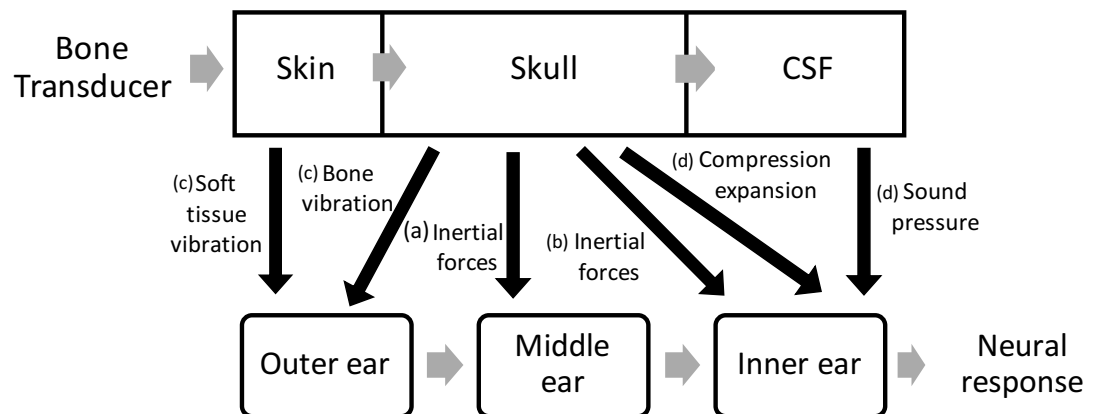 Bone
Transducer
Skin
Skull
CSF
(c) Soft
tissue
vibration
(c) Bone
vibration
(a) Inertial
forces
(b) Inertial
forces
(d) Compression
expansion
(d) Sound
pressure
Outer ear
Middle
ear
Inner ear
Neural
response